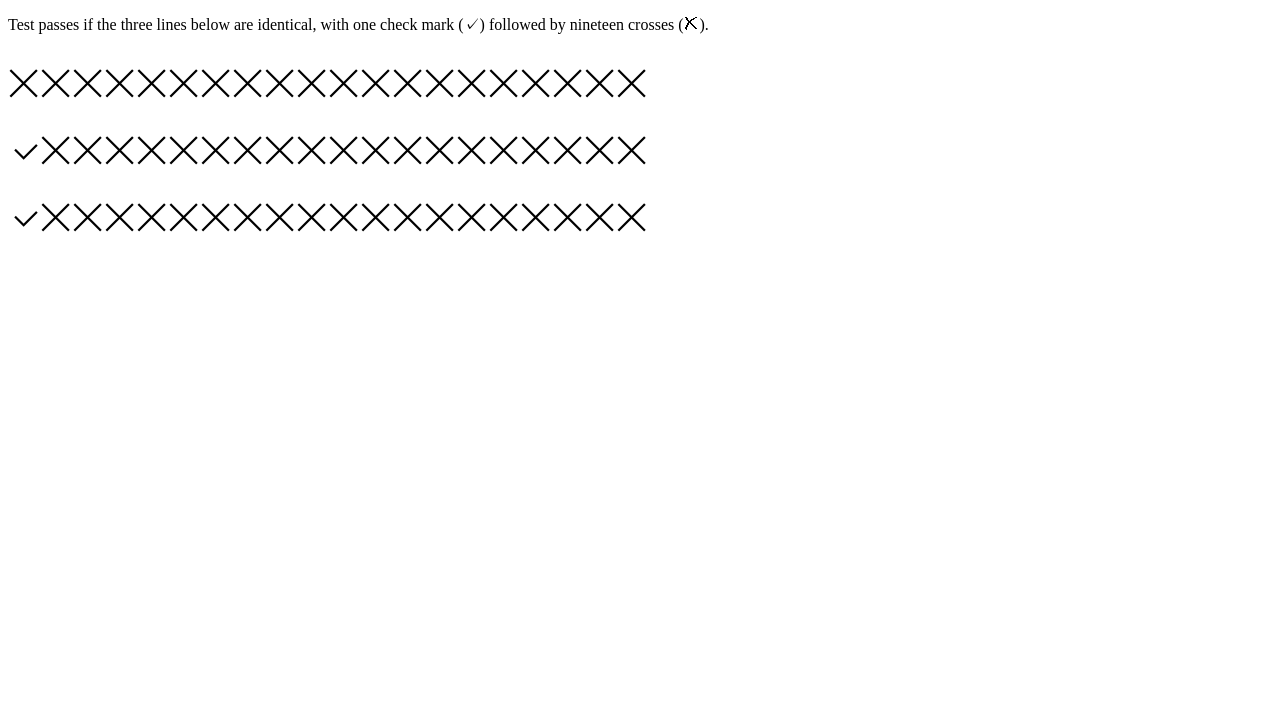 Test passes if the three lines below are identical, with one check mark (✓) followed by nineteen crosses (╳).
╳╳╳╳╳╳╳╳╳╳╳╳╳╳╳╳╳╳╳╳
✓╳╳╳╳╳╳╳╳╳╳╳╳╳╳╳╳╳╳╳
✓╳╳╳╳╳╳╳╳╳╳╳╳╳╳╳╳╳╳╳